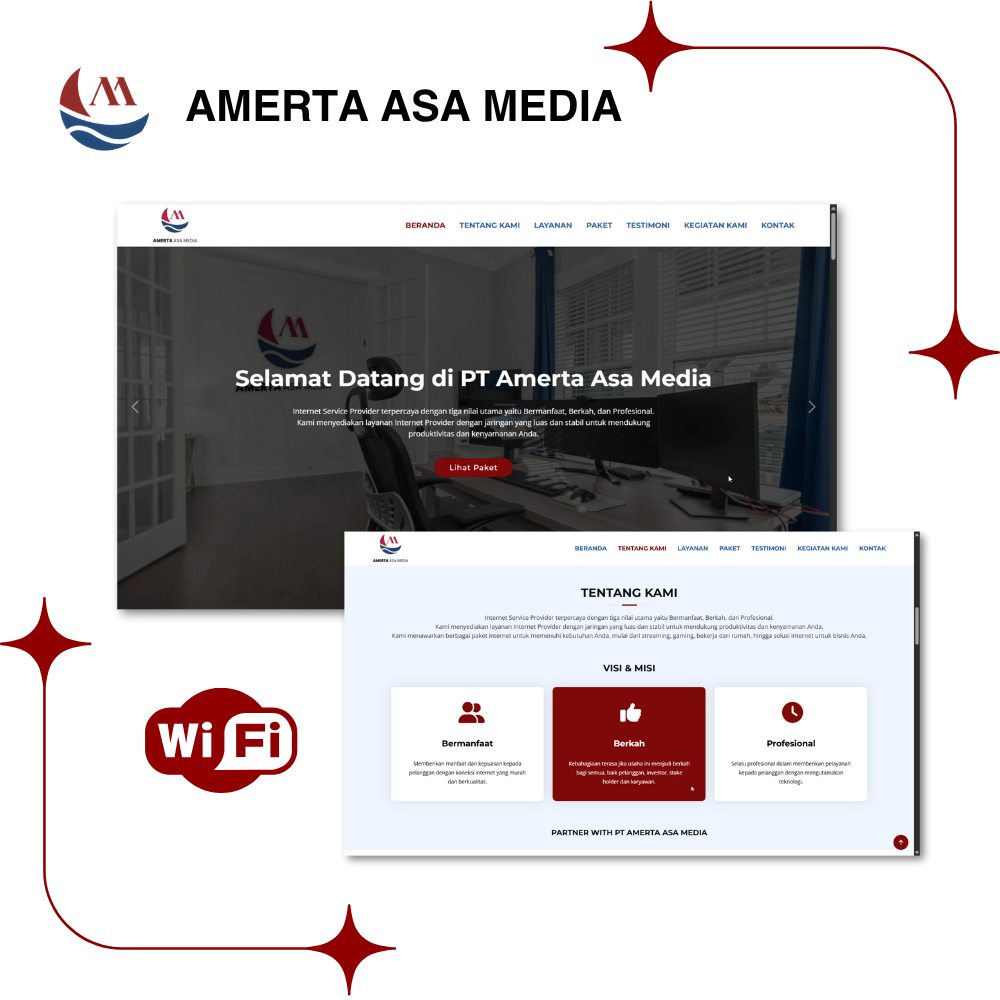 AMERTA ASA MEDIA
AMERTA ASA MEDIA
BERANDA TENTANG KAMI LAYANAN PAKET TESTIMONI KEGIATAN KAMI KONTAK
Selamat Datang di PT Amerta Asa Media
Internet Service Provider terpercaya dengan tiga nilai utama yaitu Bermanfaat, Berkah, dan Profesional.
Kami menyediakan layanan Internet Provider dengan jaringan yang luas dan stabil untuk mendukung
produktivitas dan kenyamanan Anda.
Lihat Paket
AMERTA ASA MEDIA
BERANDA TENTANG KAMI LAYANAN PAKET TESTIMONI KEGIATAN KAMI KONTAK
TENTANG KAMI
Internet Service Provider terpercaya dengan tiga nilai utama yaitu Bermanfaat, Berkah, dan Profesional.
Kami menyediakan layanan Internet Provider dengan jaringan yang luas dan stabil untuk mendukung produktivitas dan kenyamanan Anda.
Kami menawarkan berbagai paket internet untuk memenuhi kebutuhan Anda, mulai dari streaming, gaming, bekerja dari rumah, hingga solusi internet untuk bisnis Anda.
VISI & MISI
Bermanfaat
Memberikan manfaat dan kepuasan kepada
pelanggan dengan koneksi internet yang murah
dan berkualitas.
Berkah
Kebahagiaan terasa jika usaha ini menjadi berkah
bagi semua, baik pelanggan, investor, stake
holder dan karyawan.
Profesional
Selalu profesional dalam memberikan pelayanan
kepada pelanggan dengan mengutamakan
teknologi.
PARTNER WITH PT AMERTA ASA MEDIA
Wi Fi